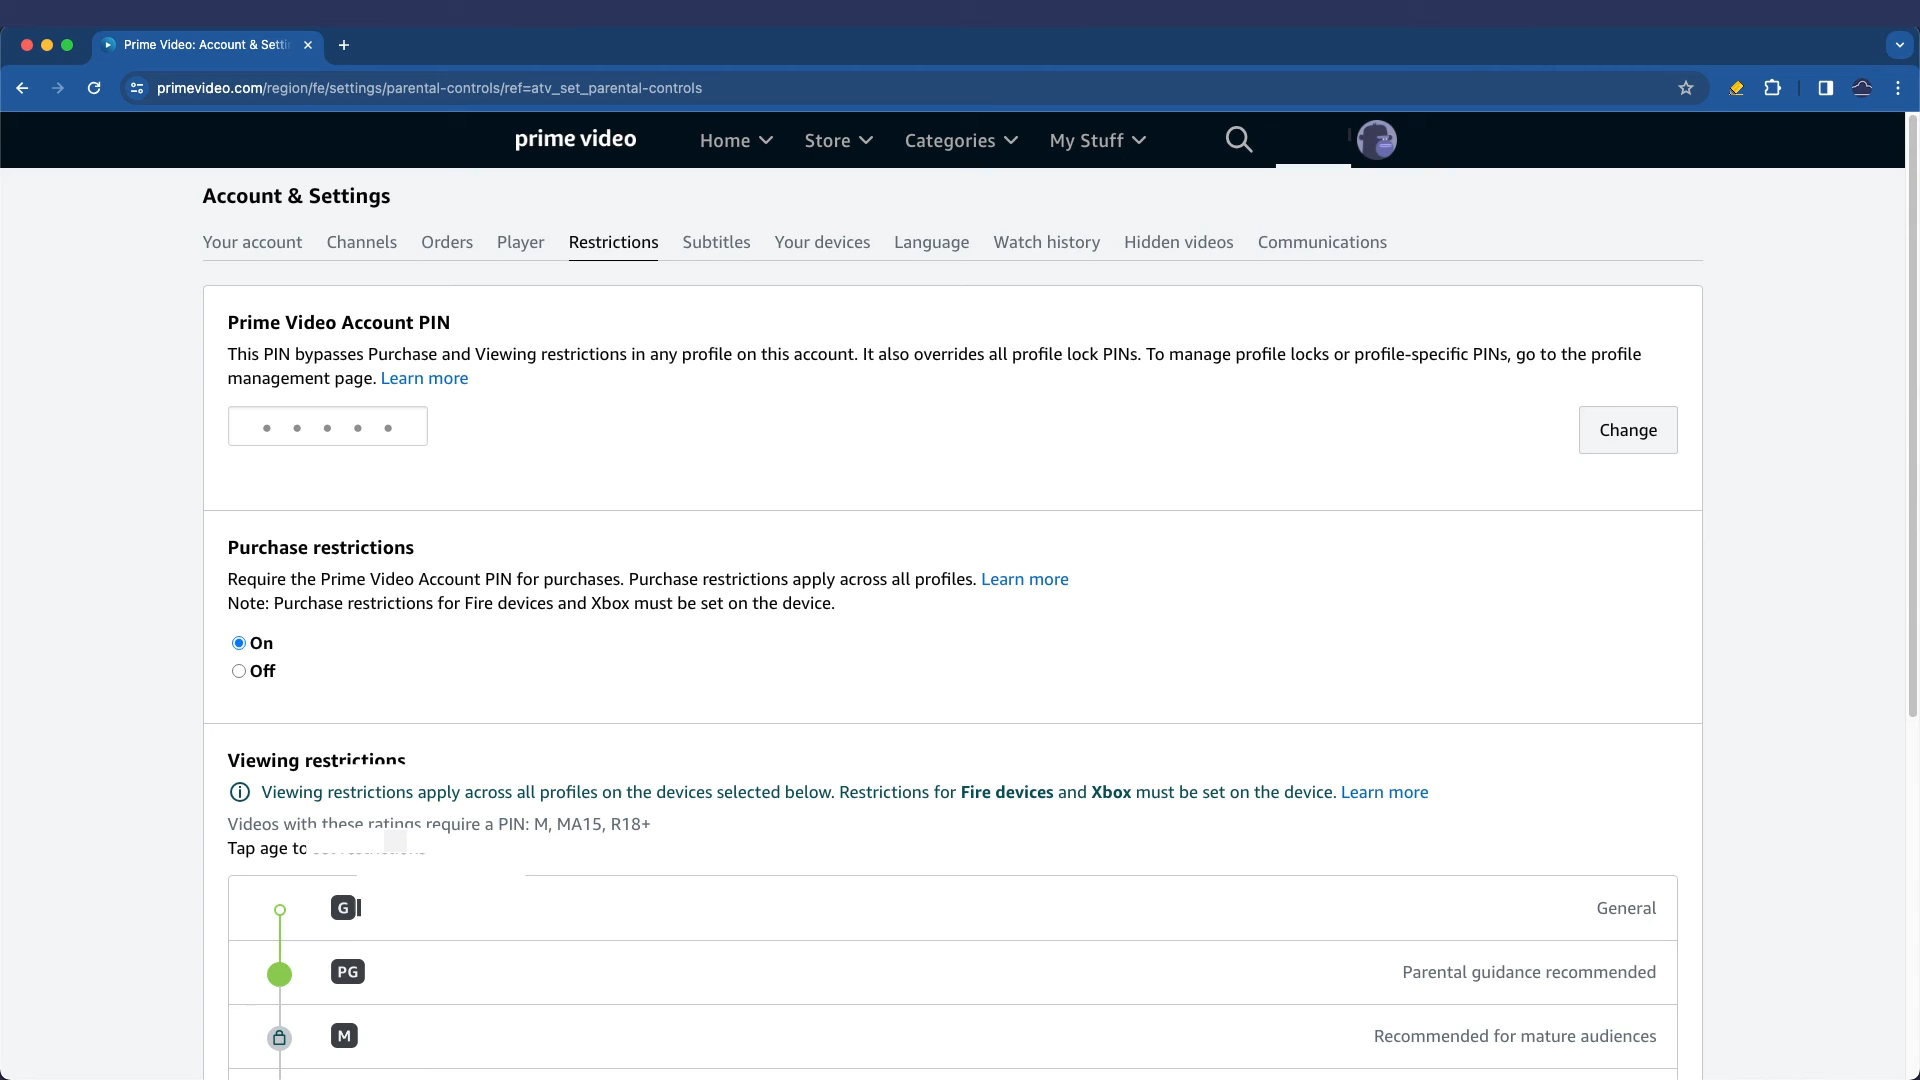 Prime Video: Account & Setti
primevideo.com/region/fe/settings/parental-controls/ref=atv_set_parental-controls
prime video Home Store Categories My Stuff
Account & Settings
Your account Channels Orders Player Restrictions Subtitles Your devices Language Watch history Hidden videos Communications
Prime Video Account PIN
This PIN bypasses Purchase and Viewing restrictions in any profile on this account. It also overrides all profile lock PINs. To manage profile locks or profile-specific PINs, go to the profile
management page. Learn more
Change
Purchase restrictions
Require the Prime Video Account PIN for purchases. Purchase restrictions apply across all profiles. Learn more
Note: Purchase restrictions for Fire devices and Xbox must be set on the device.
On
Off
Viewing restrictions
Viewing restrictions apply across all profiles on the devices selected below. Restrictions for Fire devices and Xbox must be set on the device. Learn more
Videos with these ratings require a PIN: M, MA15, R18+
Tap age to
G General
PG Parental guidance recommended
M Recommended for mature audiences